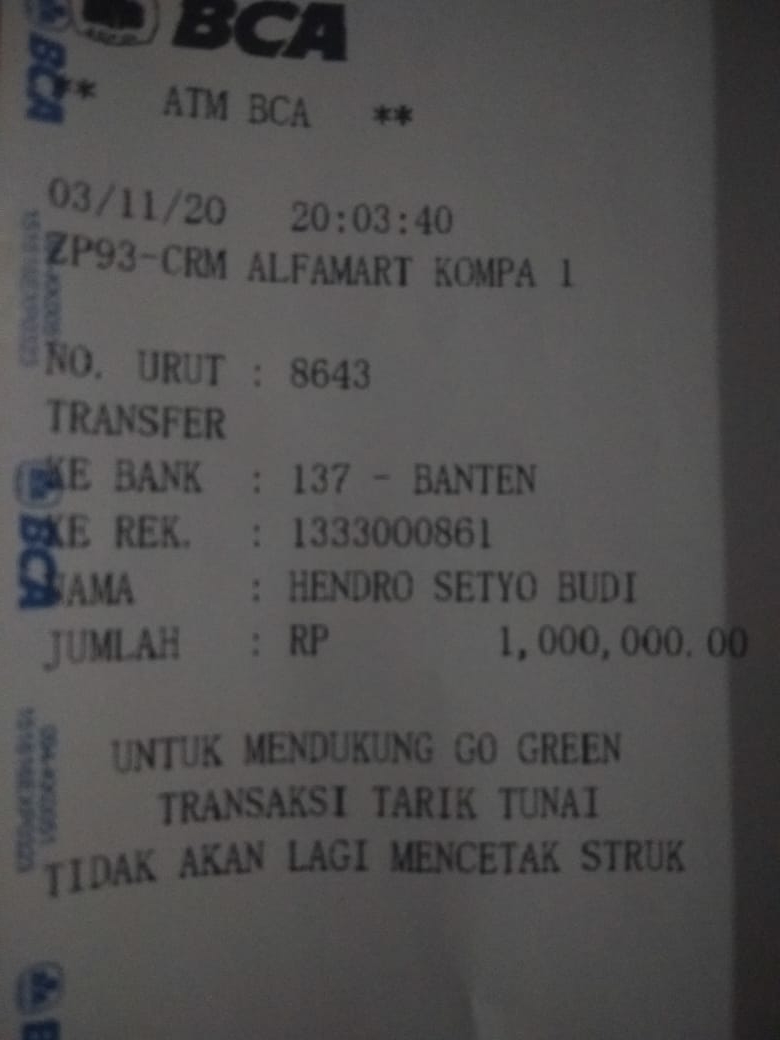 BCA
** ATM BCA **
03/11/20 20:03:40
ZP93-CRM ALFAMART KOMPA 1
NO. URUT : 8643
TRANSFER
KE BANK : 137 - BANTEN
KE REK. : 1333000861
NAMA : HENDRO SETYO BUDI
JUMLAH : RP 1,000,000.00
UNTUK MENDUKUNG GO GREEN
TRANSAKSI TARIK TUNAI
TIDAK AKAN LAGI MENCETAK STRUK
BCA
BCA